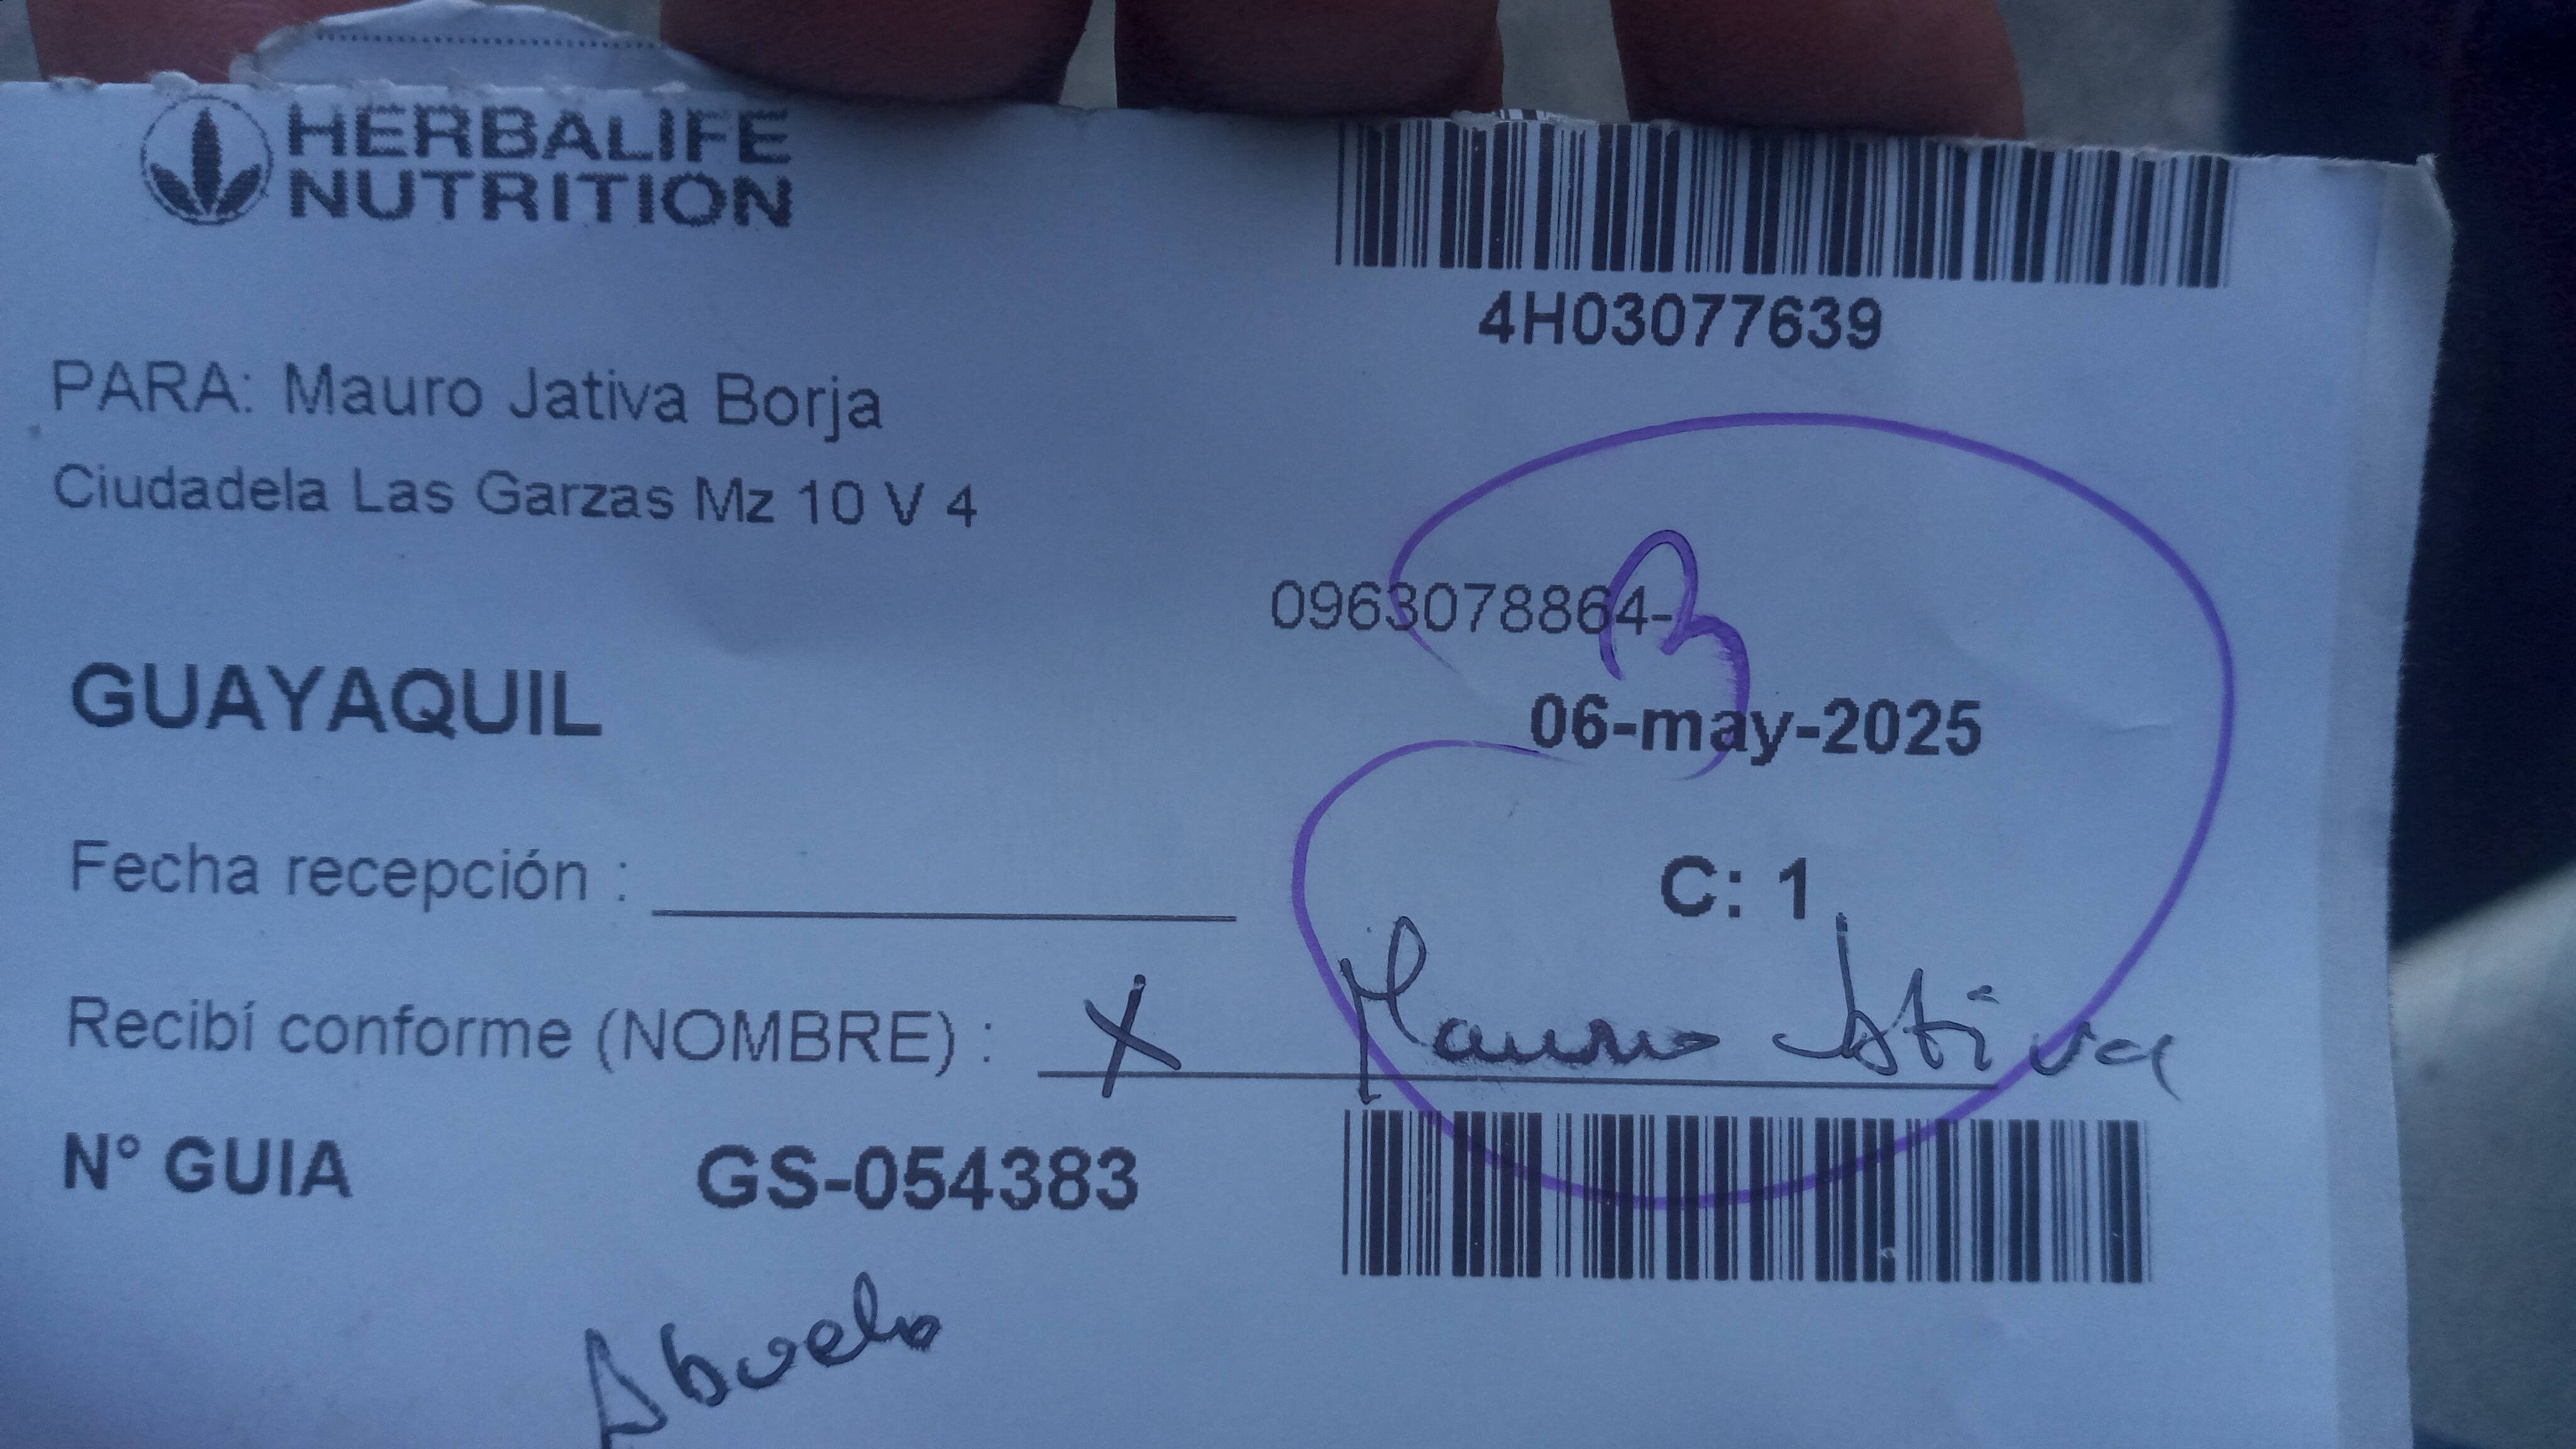 HERBALIFE
NUTRITION
4H03077639
PARA: Mauro Jativa Borja
Ciudadela Las Garzas Mz 10 V 4
0963078864-
3
GUAYAQUIL
06-may-2025
C: 1
Fecha recepción :
Recibí conforme (NOMBRE) : X Mauro Jativa
N° GUIA GS-054383
Abuelo